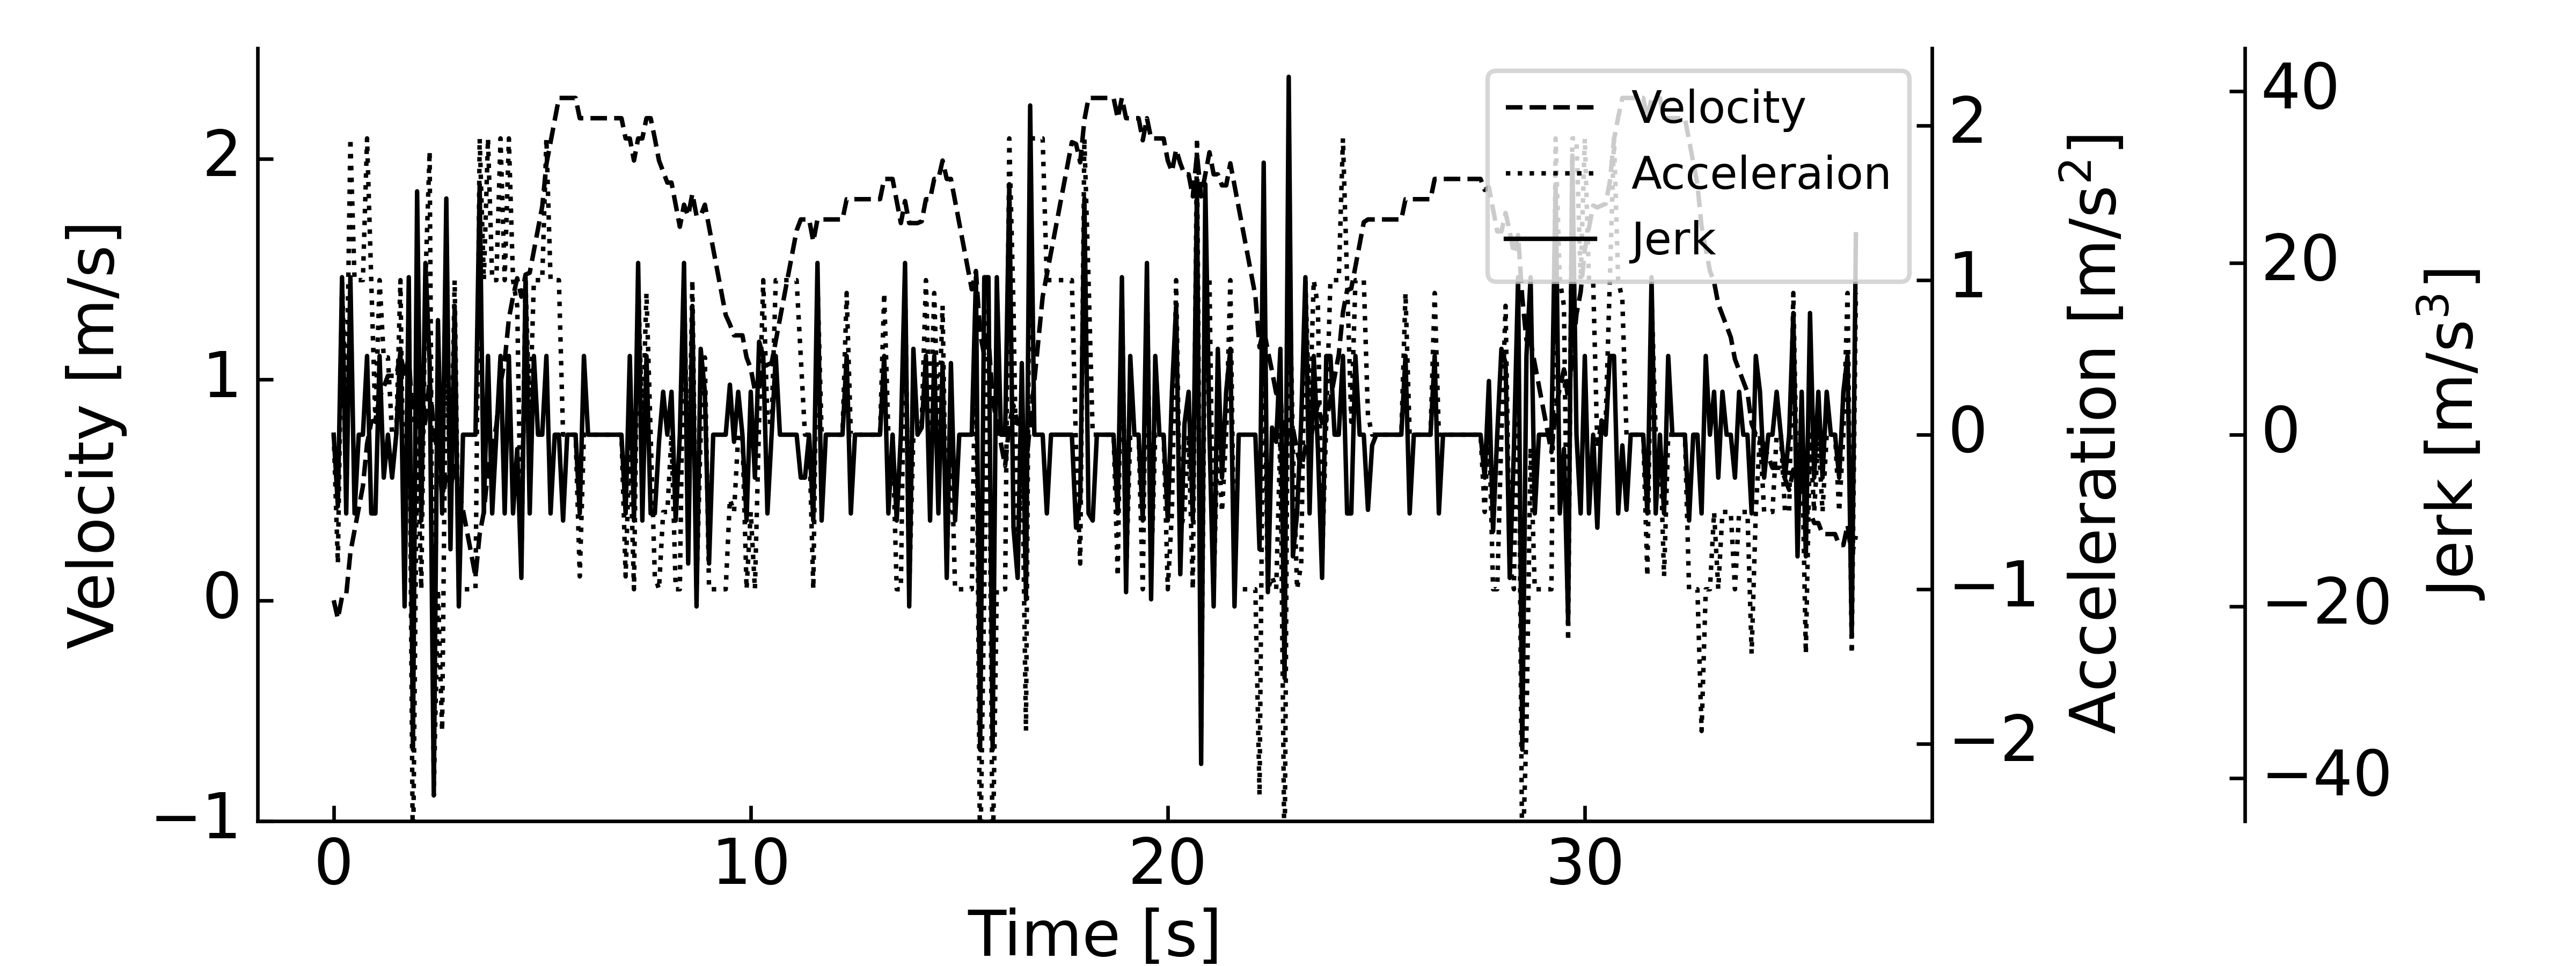 Velocity [m/s]
2
1
0
−1
0
10
20
30
Time [s]
Velocity
Acceleraion
Jerk
2
1
0
−1
−2
Acceleration [m/s²]
40
20
0
−20
−40
Jerk [m/s³]